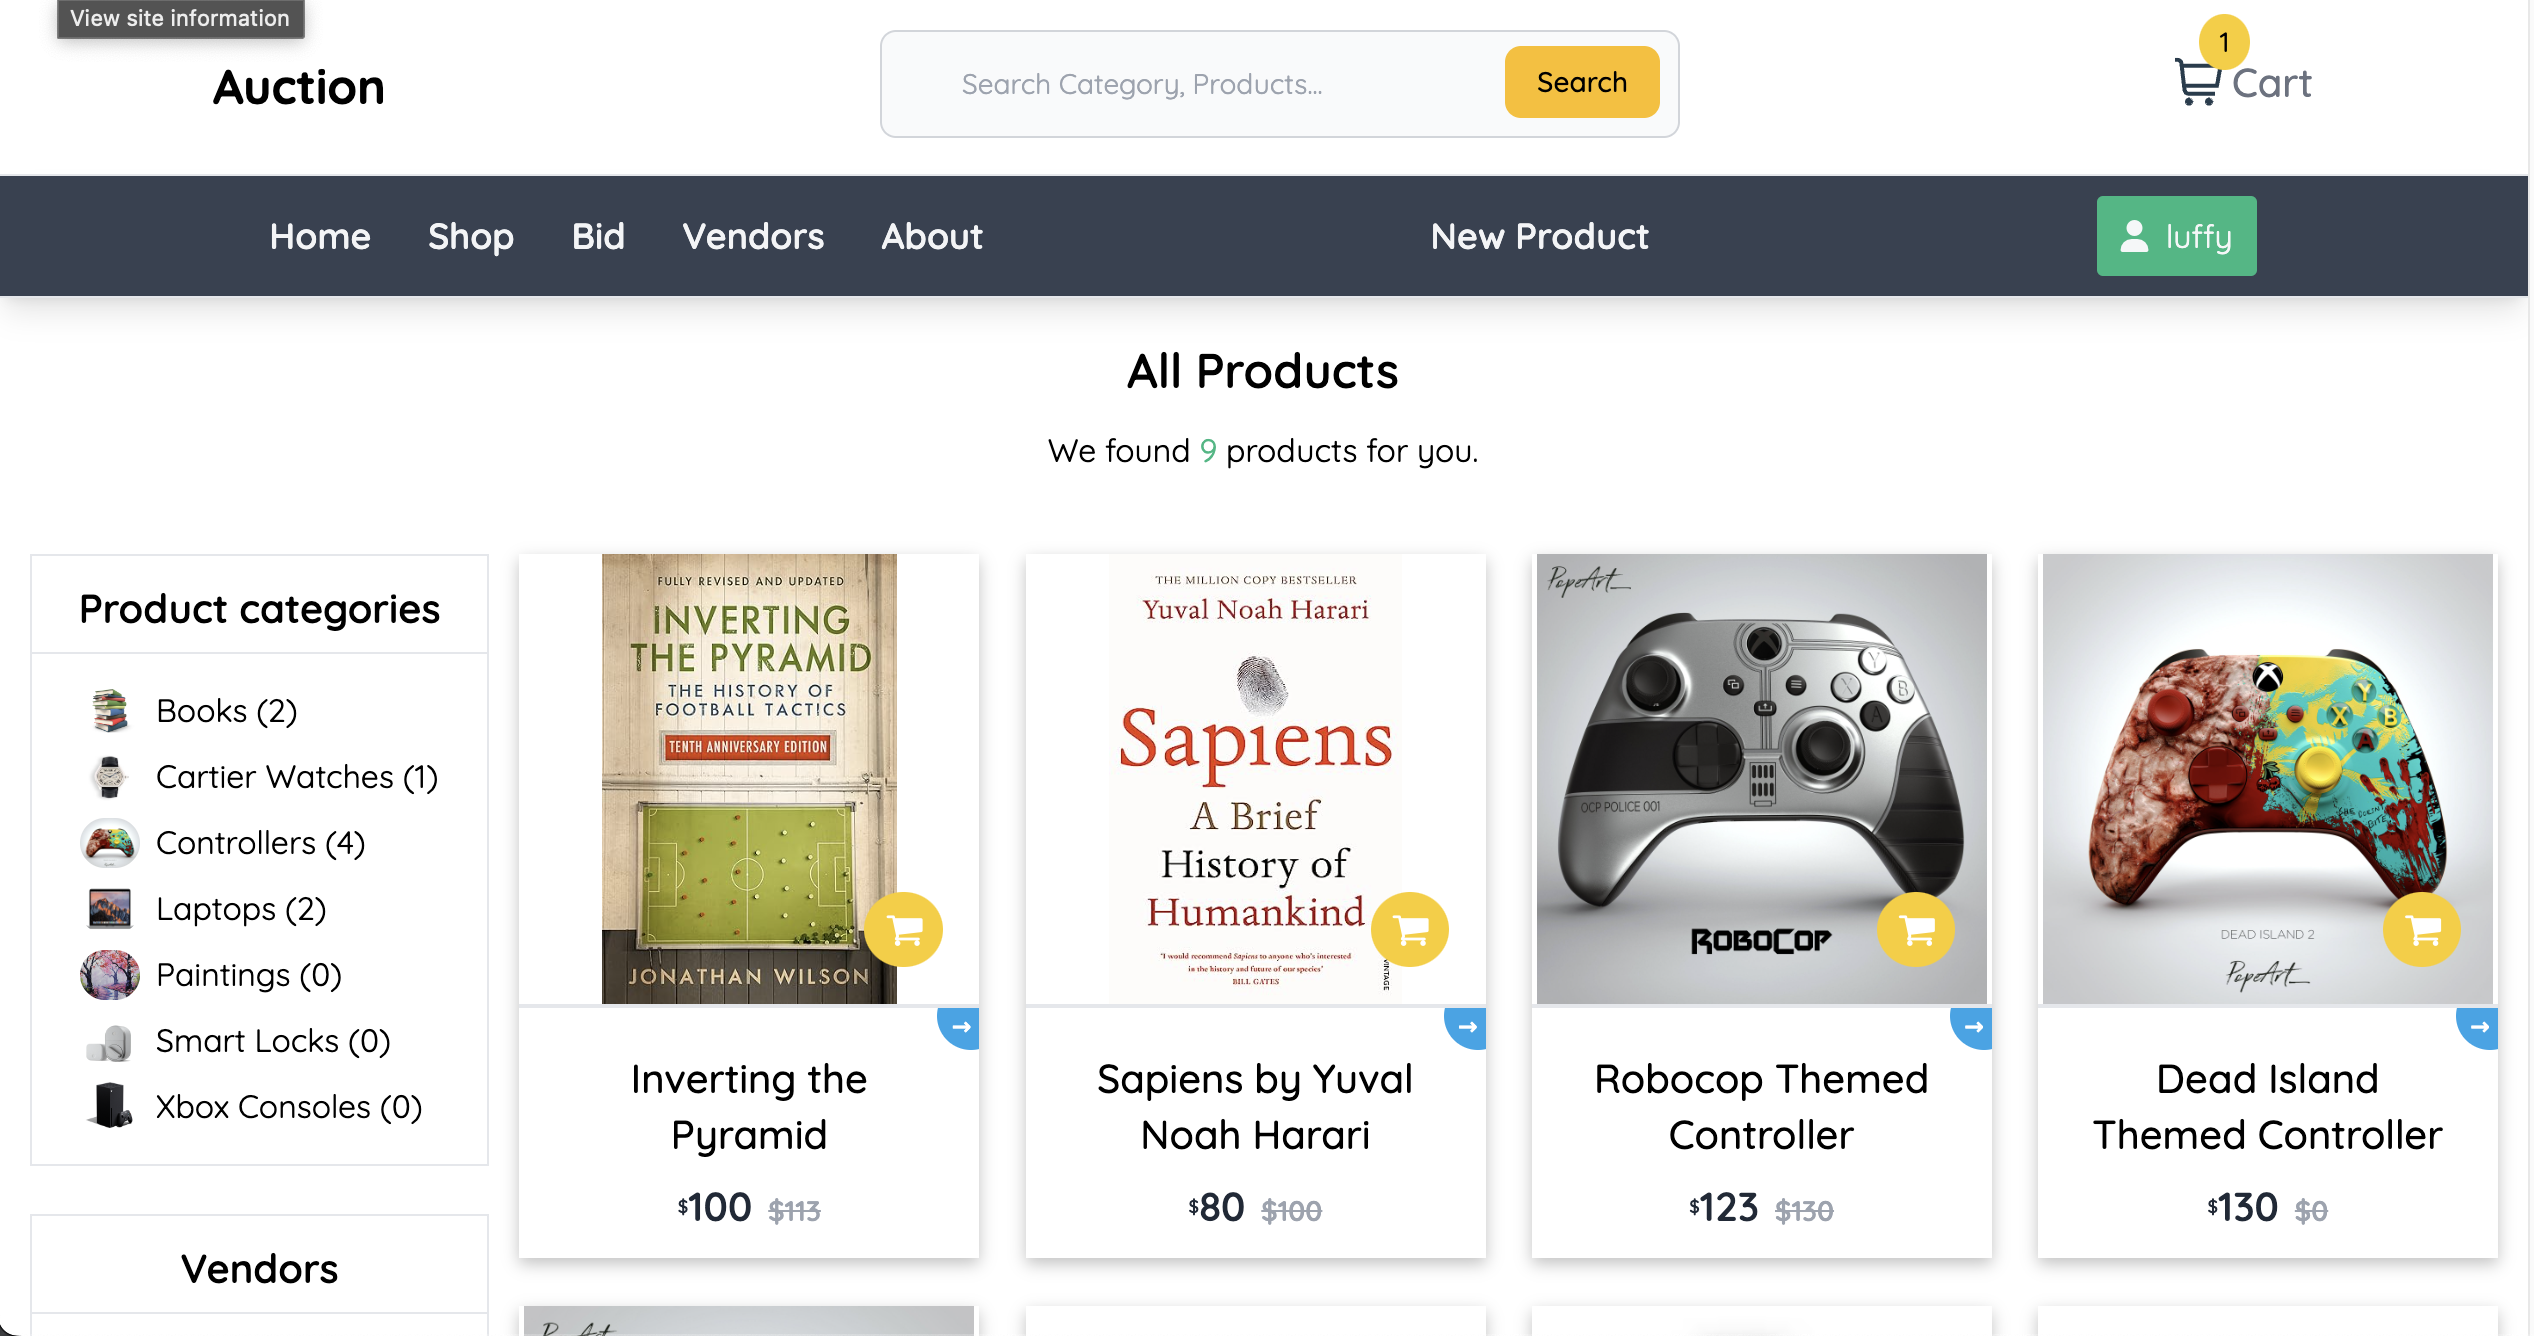 View site information
Auction
Search Category, Products...
Search
1
Cart
Home
Shop
Bid
Vendors
About
New Product
luffy
All Products
We found 9 products for you.
Product categories
Books (2)
Cartier Watches (1)
Controllers (4)
Laptops (2)
Paintings (0)
Smart Locks (0)
Xbox Consoles (0)
Vendors
FULLY REVISED AND UPDATED
INVERTING
THE PYRAMID
THE HISTORY OF
FOOTBALL TACTICS
TENTH ANNIVERSARY EDITION
JONATHAN WILSON
→
Inverting the
Pyramid
$100 $113
THE MILLION COPY BESTSELLER
Yuval Noah Harari
Sapiens
A Brief
History of
Humankind
'I would recommend Sapiens to anyone who's interested
in the history and future of our species'
BILL GATES
VINTAGE
→
Sapiens by Yuval
Noah Harari
$80 $100
PopeArt
Y
X
B
A
OCP POLICE 001
ROBOCOP
→
Robocop Themed
Controller
$123 $130
Y
X
B
A
DEAD ISLAND 2
PopeArt
→
Dead Island
Themed Controller
$130 $0